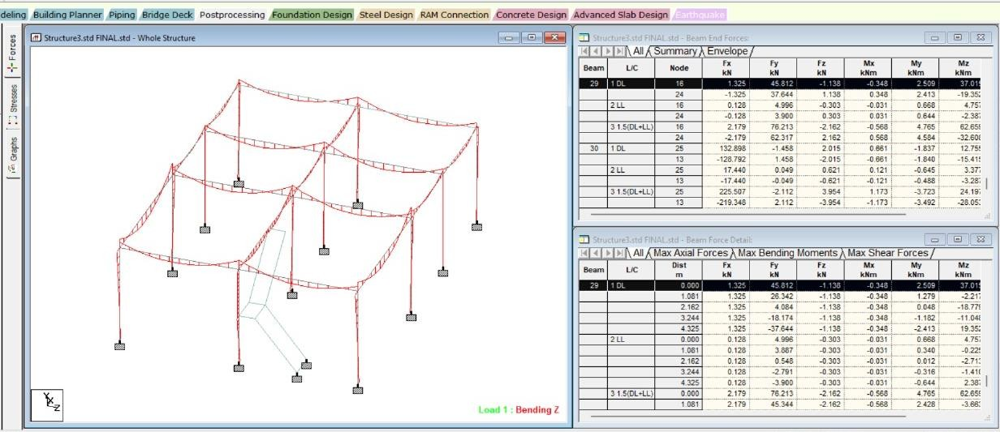 deling Building Planner Piping Bridge Deck Postprocessing Foundation Design Steel Design RAM Connection Concrete Design Advanced Slab Design Earthquake
Forces
Stresses
Graphs
Structure3.std FINAL.std - Whole Structure
Y X Z
Load 1 : Bending Z
Structure3.std FINAL.std - Beam End Forces:
All Summary Envelope
Beam L/C Node Fx kN Fy kN Fz kN Mx kNm My kNm Mz kNm
29 1 DL 16 1.325 45.812 -1.138 -0.348 2.509 37.015
24 -1.325 37.644 1.138 0.348 2.413 -19.352
2 LL 16 0.128 4.996 -0.303 -0.031 0.668 4.757
24 -0.128 3.900 0.303 0.031 0.644 -2.387
3 1.5(DL+LL) 16 2.179 76.213 -2.162 -0.568 4.765 62.659
24 -2.179 62.317 2.162 0.568 4.584 -32.608
30 1 DL 25 132.898 -1.458 2.015 0.661 -1.837 12.755
13 -128.792 1.458 -2.015 -0.661 -1.840 -15.415
2 LL 25 17.440 0.049 0.621 0.121 -0.645 3.377
13 -17.440 -0.049 -0.621 -0.121 -0.488 -3.287
3 1.5(DL+LL) 25 225.507 -2.112 3.954 1.173 -3.723 24.197
13 -219.348 2.112 -3.954 -1.173 -3.492 -28.053
Structure3.std FINAL.std - Beam Force Detail:
All Max Axial Forces Max Bending Moments Max Shear Forces
Beam L/C Dist m Fx kN Fy kN Fz kN Mx kNm My kNm Mz kNm
29 1 DL 0.000 1.325 45.812 -1.138 -0.348 2.509 37.015
1.081 1.325 26.342 -1.138 -0.348 1.279 -2.217
2.162 1.325 4.084 -1.138 -0.348 0.048 -18.779
3.244 1.325 -18.174 -1.138 -0.348 -1.182 -11.048
4.325 1.325 -37.644 -1.138 -0.348 -2.413 19.352
2 LL 0.000 0.128 4.996 -0.303 -0.031 0.668 4.757
1.081 0.128 3.887 -0.303 -0.031 0.340 -0.225
2.162 0.128 0.548 -0.303 -0.031 0.012 -2.713
3.244 0.128 -2.791 -0.303 -0.031 -0.316 -1.410
4.325 0.128 -3.900 -0.303 -0.031 -0.644 2.387
3 1.5(DL+LL) 0.000 2.179 76.213 -2.162 -0.568 4.765 62.659
1.081 2.179 45.344 -2.162 -0.568 2.428 -3.663